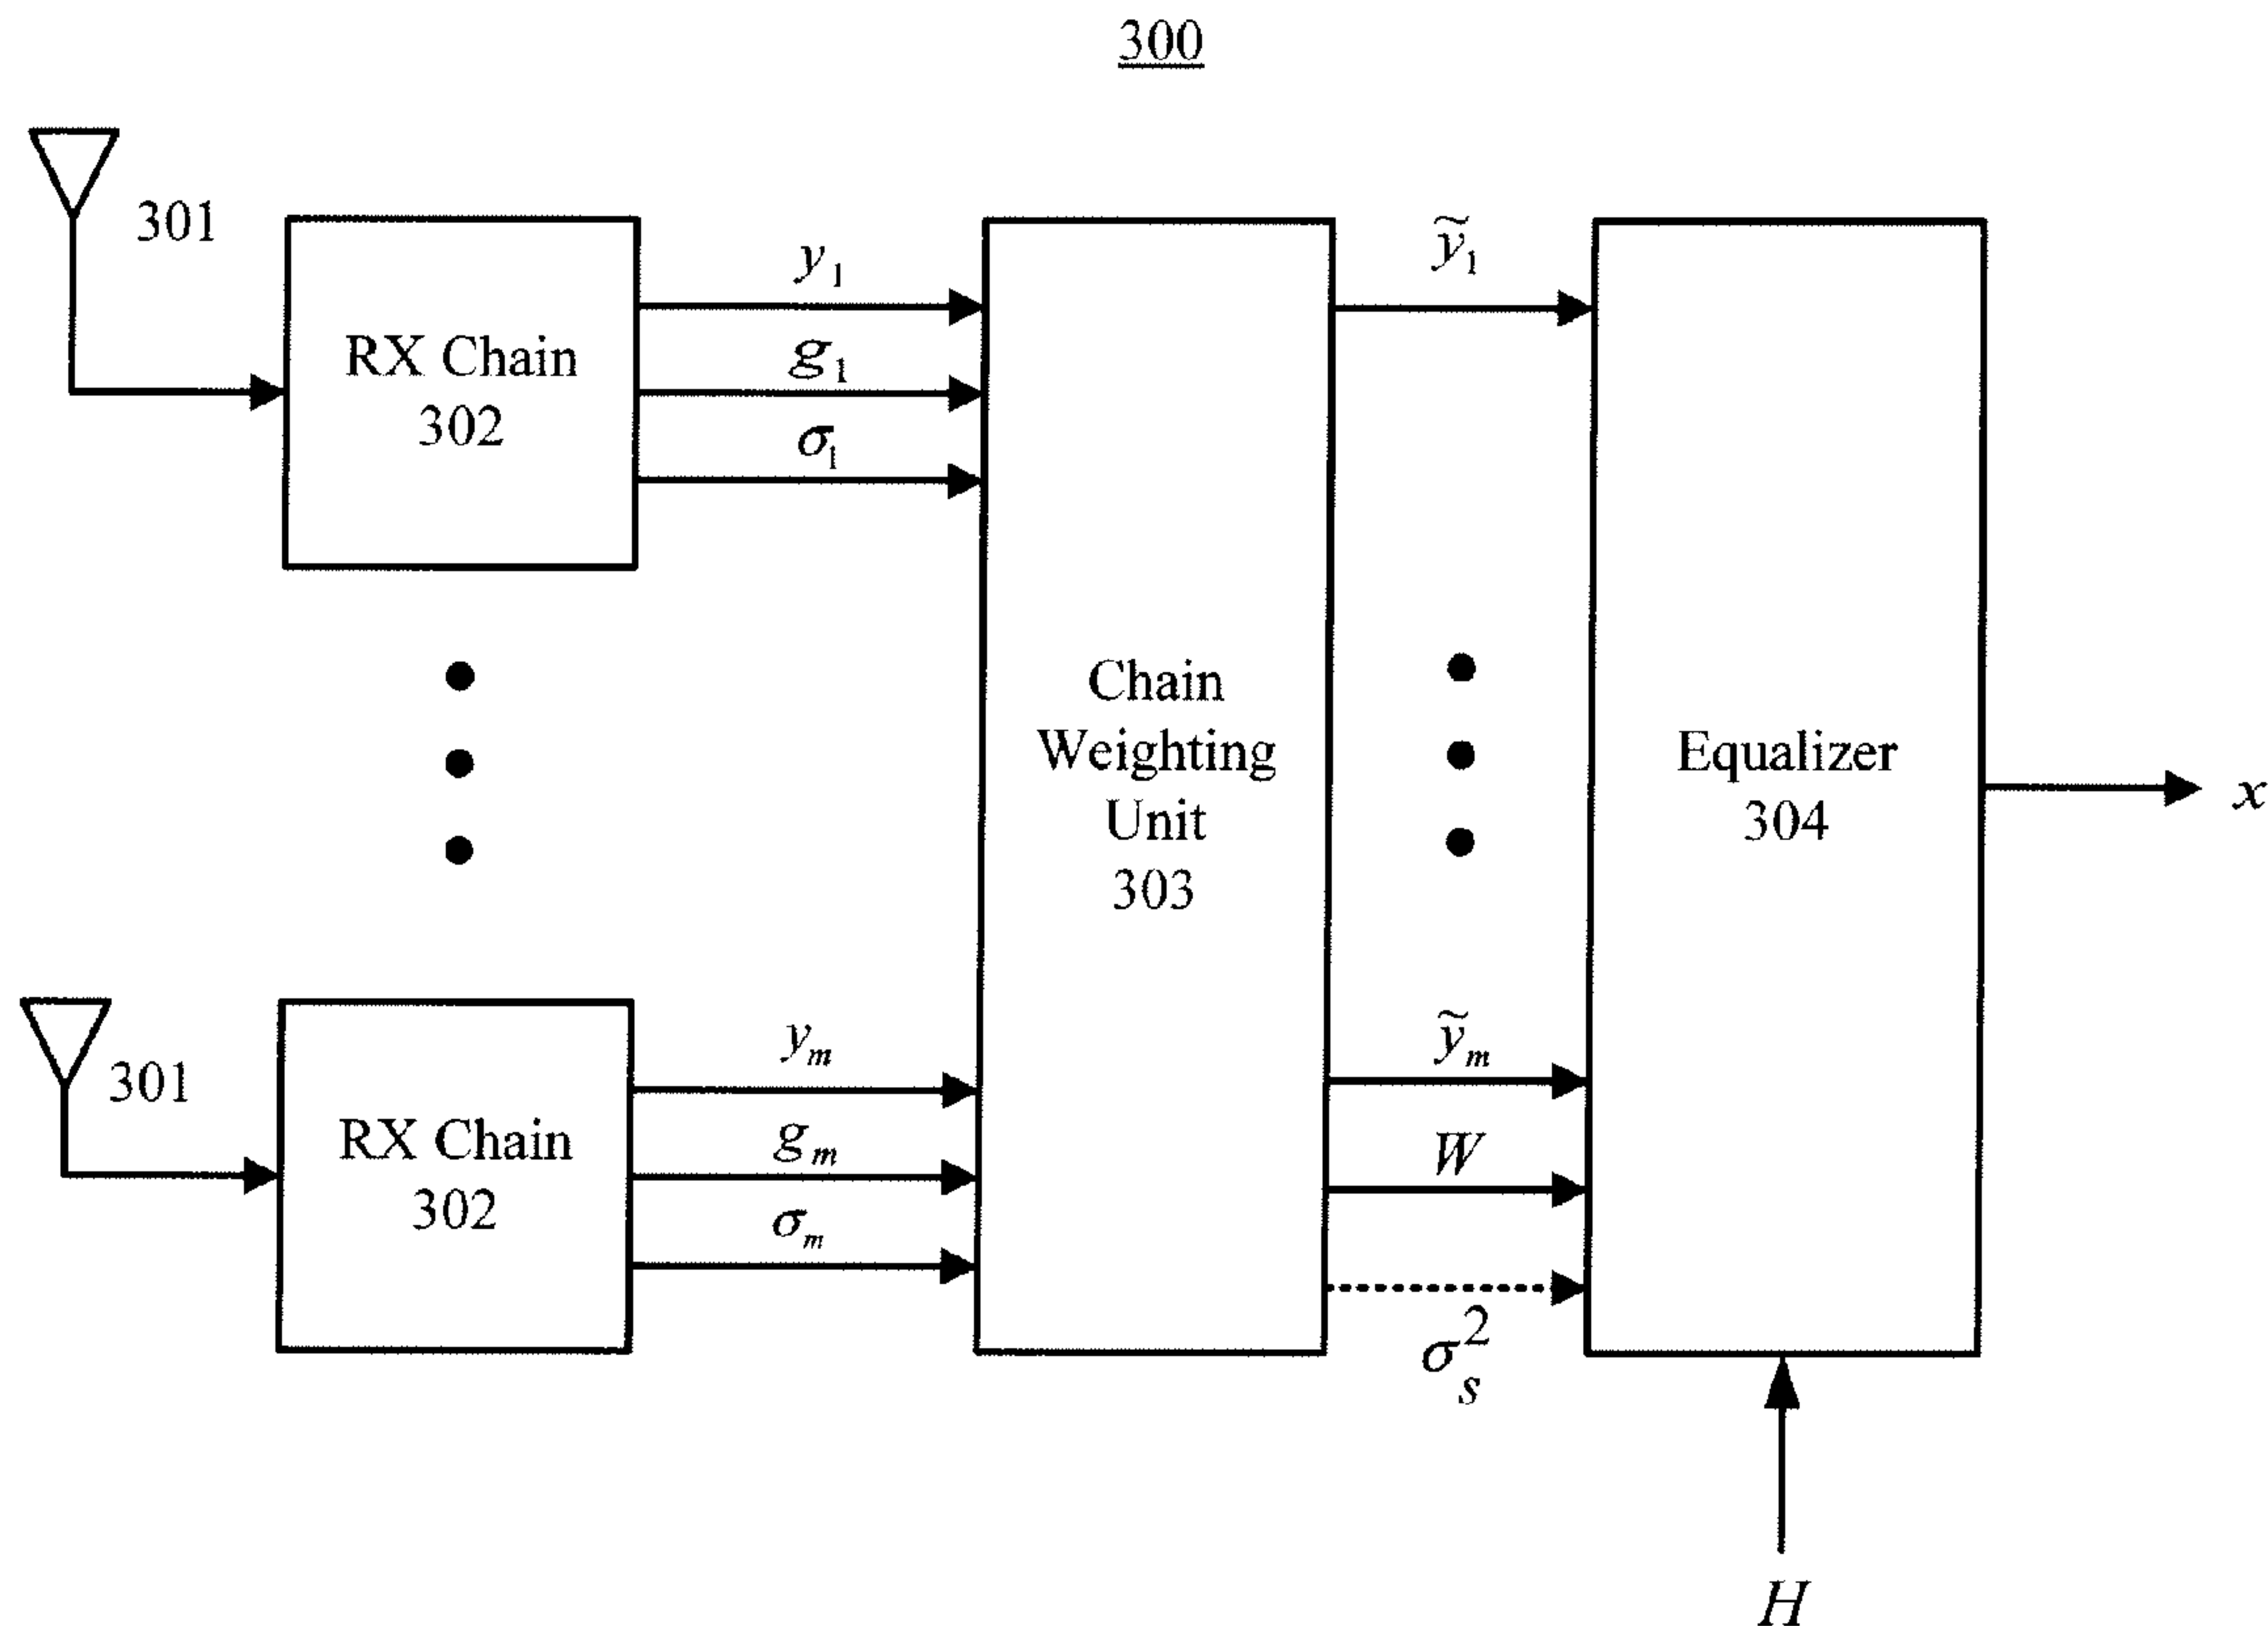 300
301
RX Chain
302
y₁
g₁
σ₁
ỹ₁
Chain
Weighting
Unit
303
Equalizer
304
x
301
RX Chain
302
yₘ
gₘ
σₘ
ỹₘ
W
σ²ₛ
H